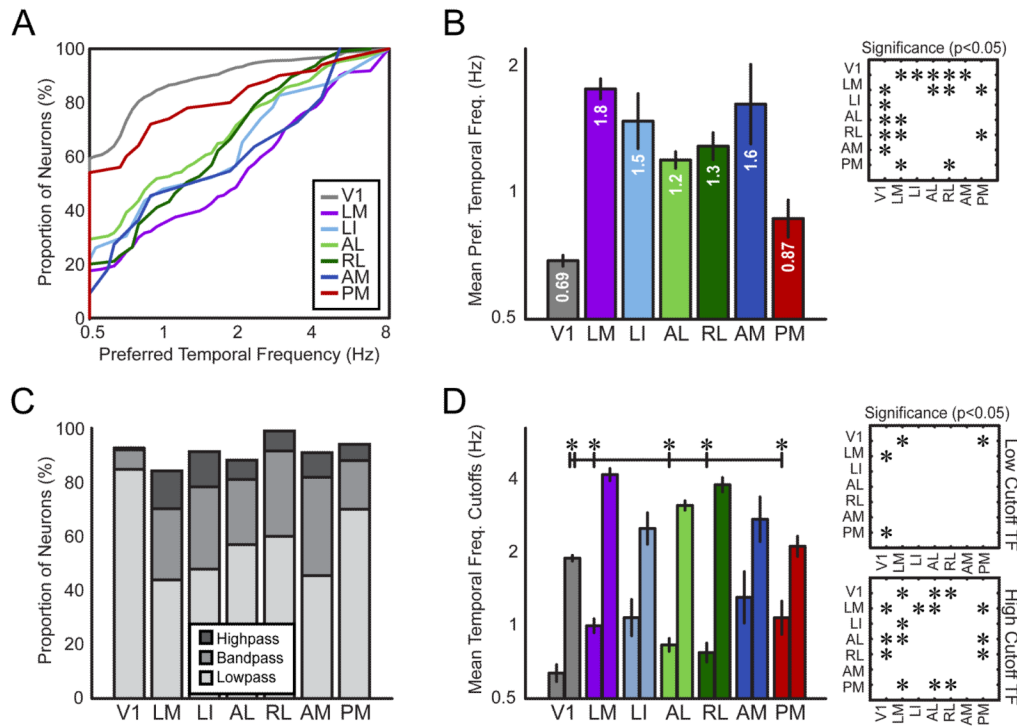 A
Proportion of Neurons (%)
100
80
60
40
20
0
V1
LM
LI
AL
RL
AM
PM
0.5
1
2
4
8
Preferred Temporal Frequency (Hz)
B
Mean Pref. Temporal Freq. (Hz)
2
1
0.5
0.69
1.8
1.5
1.2
1.3
1.6
0.87
V1 LM LI AL RL AM PM
Significance (p<0.05)
V1 * * * * *
LM * * * *
LI *
AL * *
RL * * *
AM *
PM * *
V1 LM LI AL RL AM PM
C
Proportion of Neurons (%)
100
80
60
40
20
0
Highpass
Bandpass
Lowpass
V1 LM LI AL RL AM PM
D
Mean Temporal Freq. Cutoffs (Hz)
4
2
1
0.5
* * * * *
V1 LM LI AL RL AM PM
Significance (p<0.05)
V1 * *
LM *
LI
AL
RL
AM
PM *
V1 LM LI AL RL AM PM
Low Cutoff TF
V1 * * *
LM * * * *
LI *
AL * * *
RL * *
AM
PM * * *
V1 LM LI AL RL AM PM
High Cutoff TF